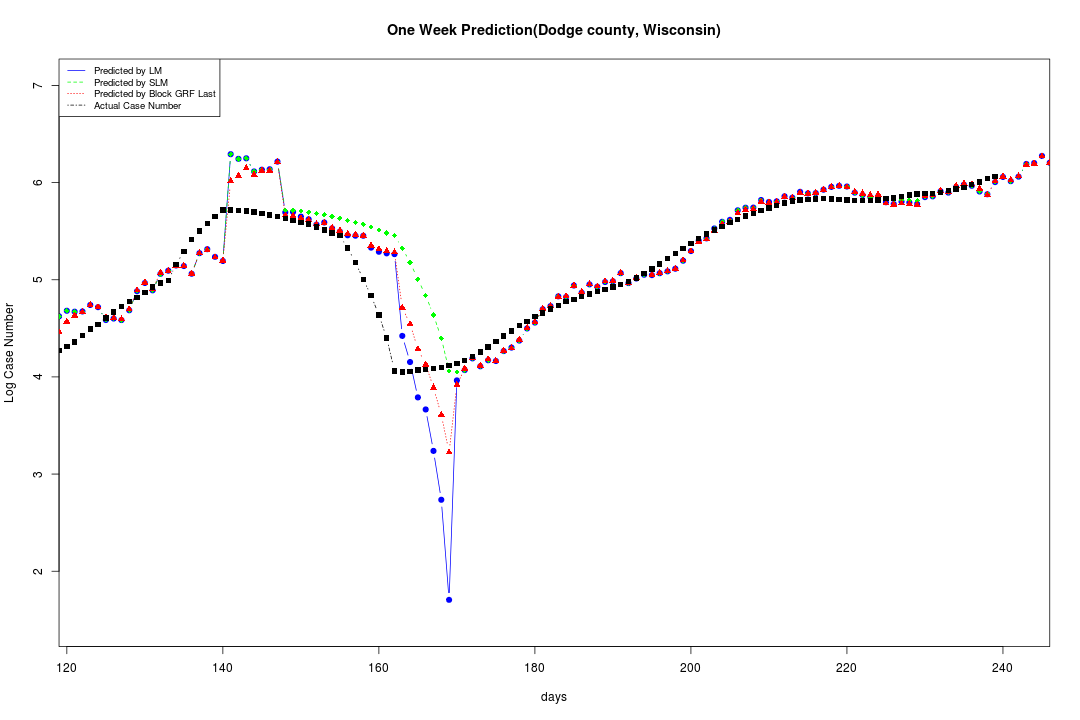 One Week Prediction(Dodge county, Wisconsin)
Predicted by LM
Predicted by SLM
Predicted by Block GRF Last
Actual Case Number
7
6
5
4
3
2
Log Case Number
120 140 160 180 200 220 240
days